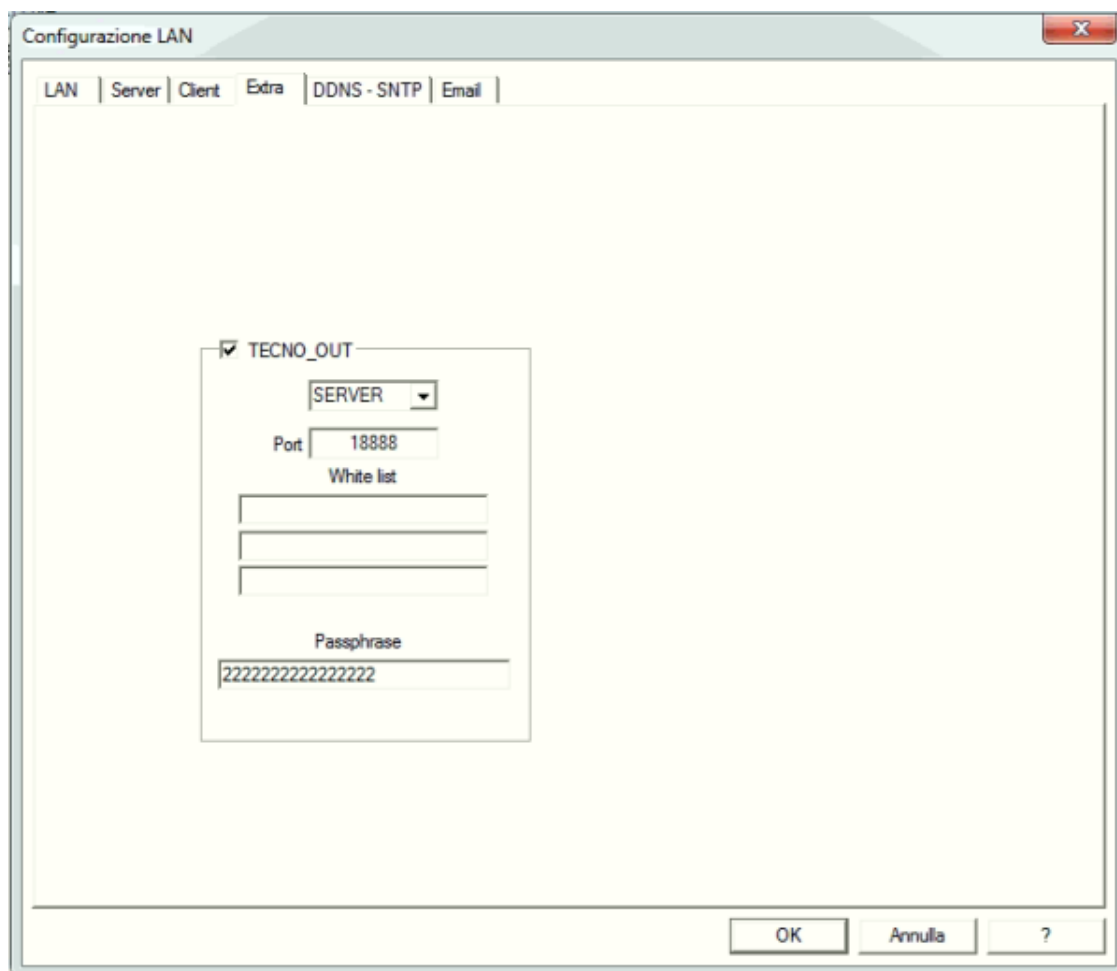 Configurazione LAN
LAN Server Client Extra DDNS - SNTP Email
TECNO_OUT
SERVER
Port 18888
White list
Passphrase
2222222222222222
OK Annulla ?